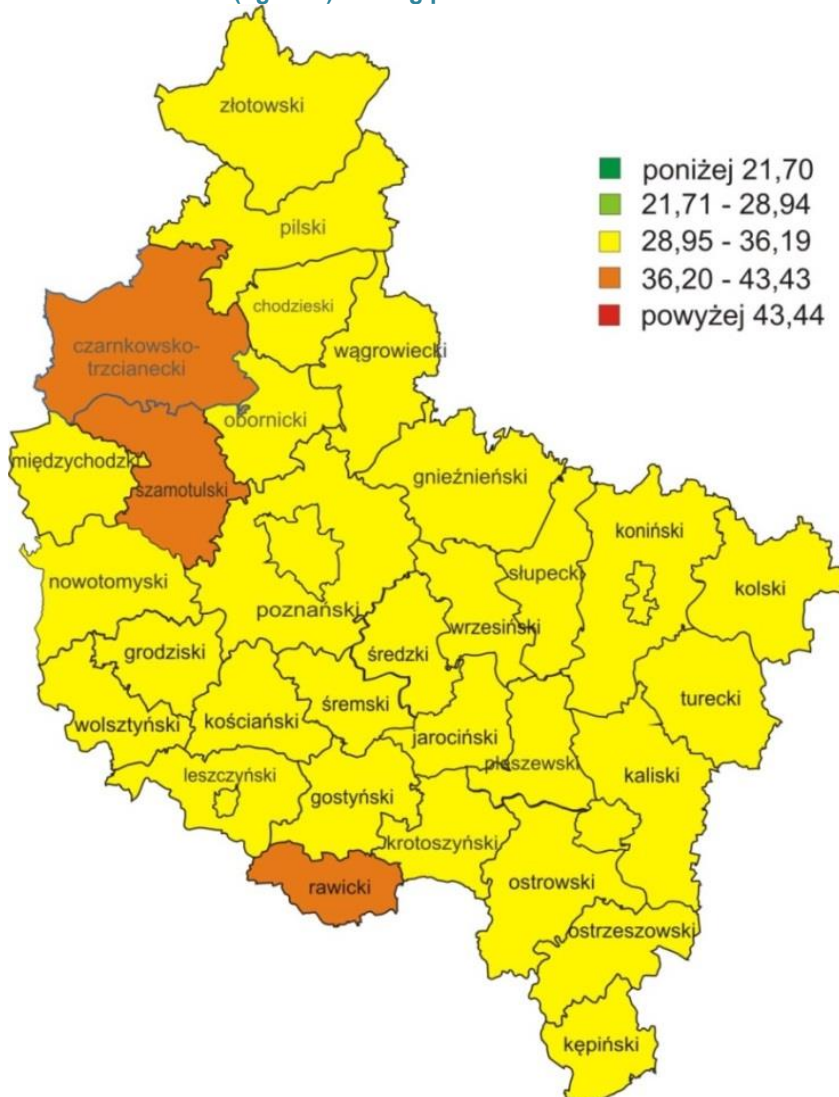 złotowski
poniżej 21,70
21,71 - 28,94
28,95 - 36,19
36,20 - 43,43
powyżej 43,44
pilski
chodzieski
czarnkowsko-
trzcianecki
wągrowiecki
obornicki
międzychodzki
szamotulski
gnieźnieński
koniński
słupecki
kolski
nowotomyski
poznański
wrzesiński
grodziski
średzki
turecki
wolsztyński
kościański
śremski
jarociński
pleszewski
kaliski
leszczyński
gostyński
krotoszyński
rawicki
ostrowski
ostrzeszowski
kępiński